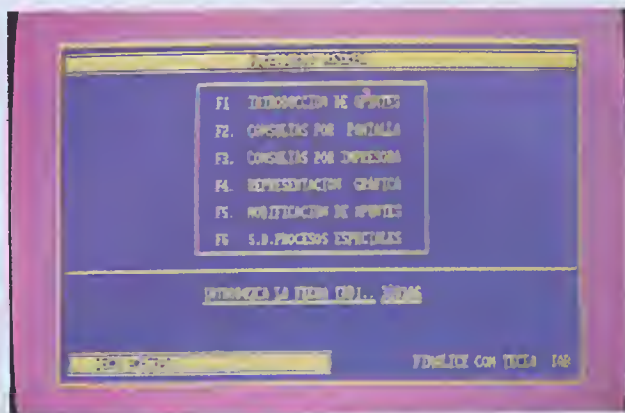 F1 INTRODUCCION DE APUNTES
F2. CONSULTAS POR PANTALLA
F3. CONSULTAS POR IMPRESORA
F4. REPRESENTACION GRAFICA
F5. MODIFICACION DE APUNTES
F6 S.D.PROCESOS ESPECIALES
INTRODUZCA LA FECHA
FINALICE CON TECLA TAB